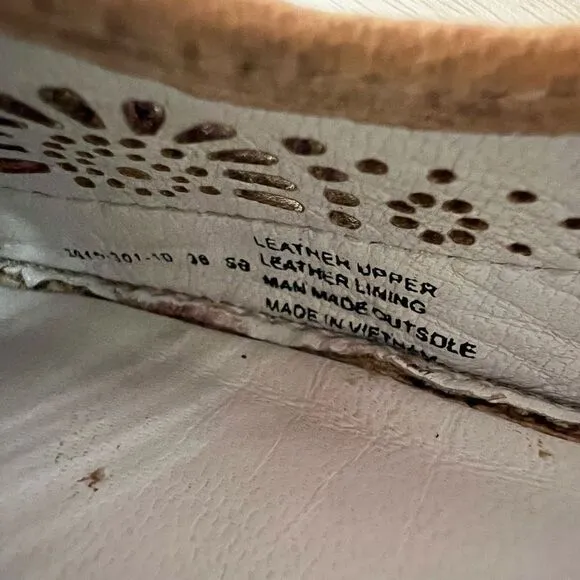 LEATHER UPPER
LEATHER LINING
MAN MADE OUTSOLE
MADE IN VIETNAM